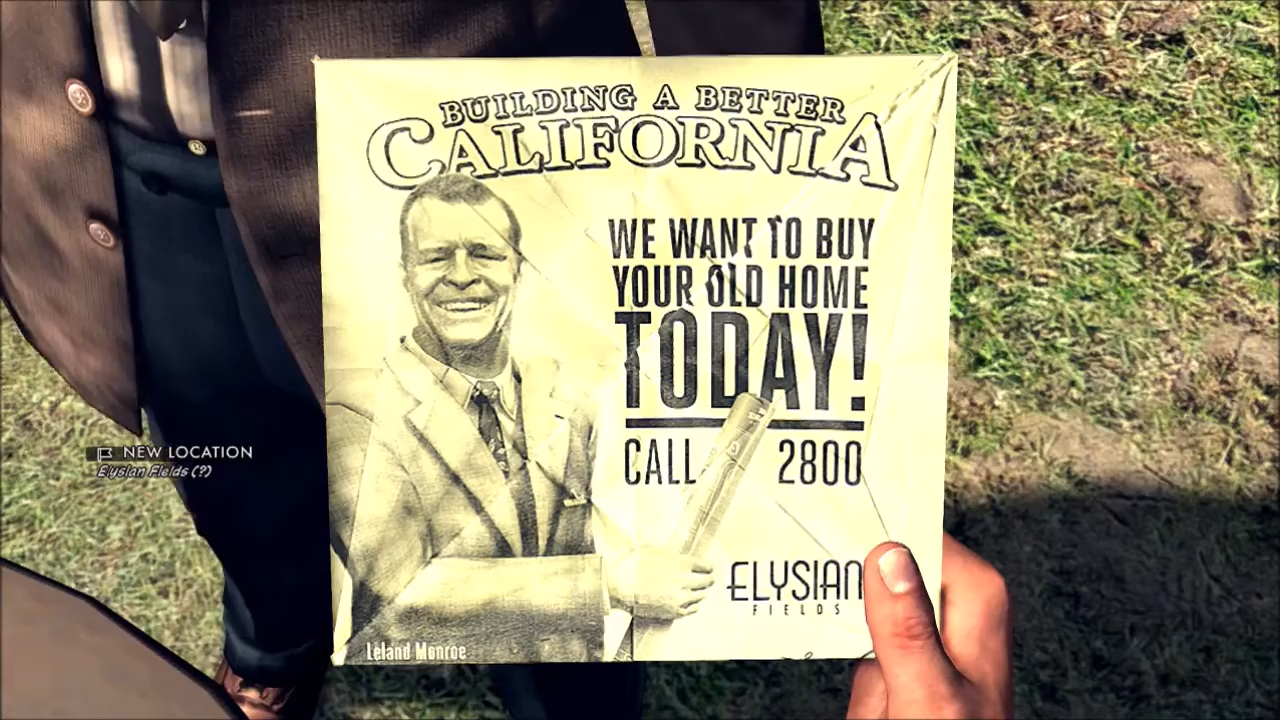 BUILDING A BETTER
CALIFORNIA
WE WANT TO BUY
YOUR OLD HOME
TODAY!
CALL 2800
ELYSIAN
FIELDS
Leland Monroe
NEW LOCATION
Elysian Fields (?)